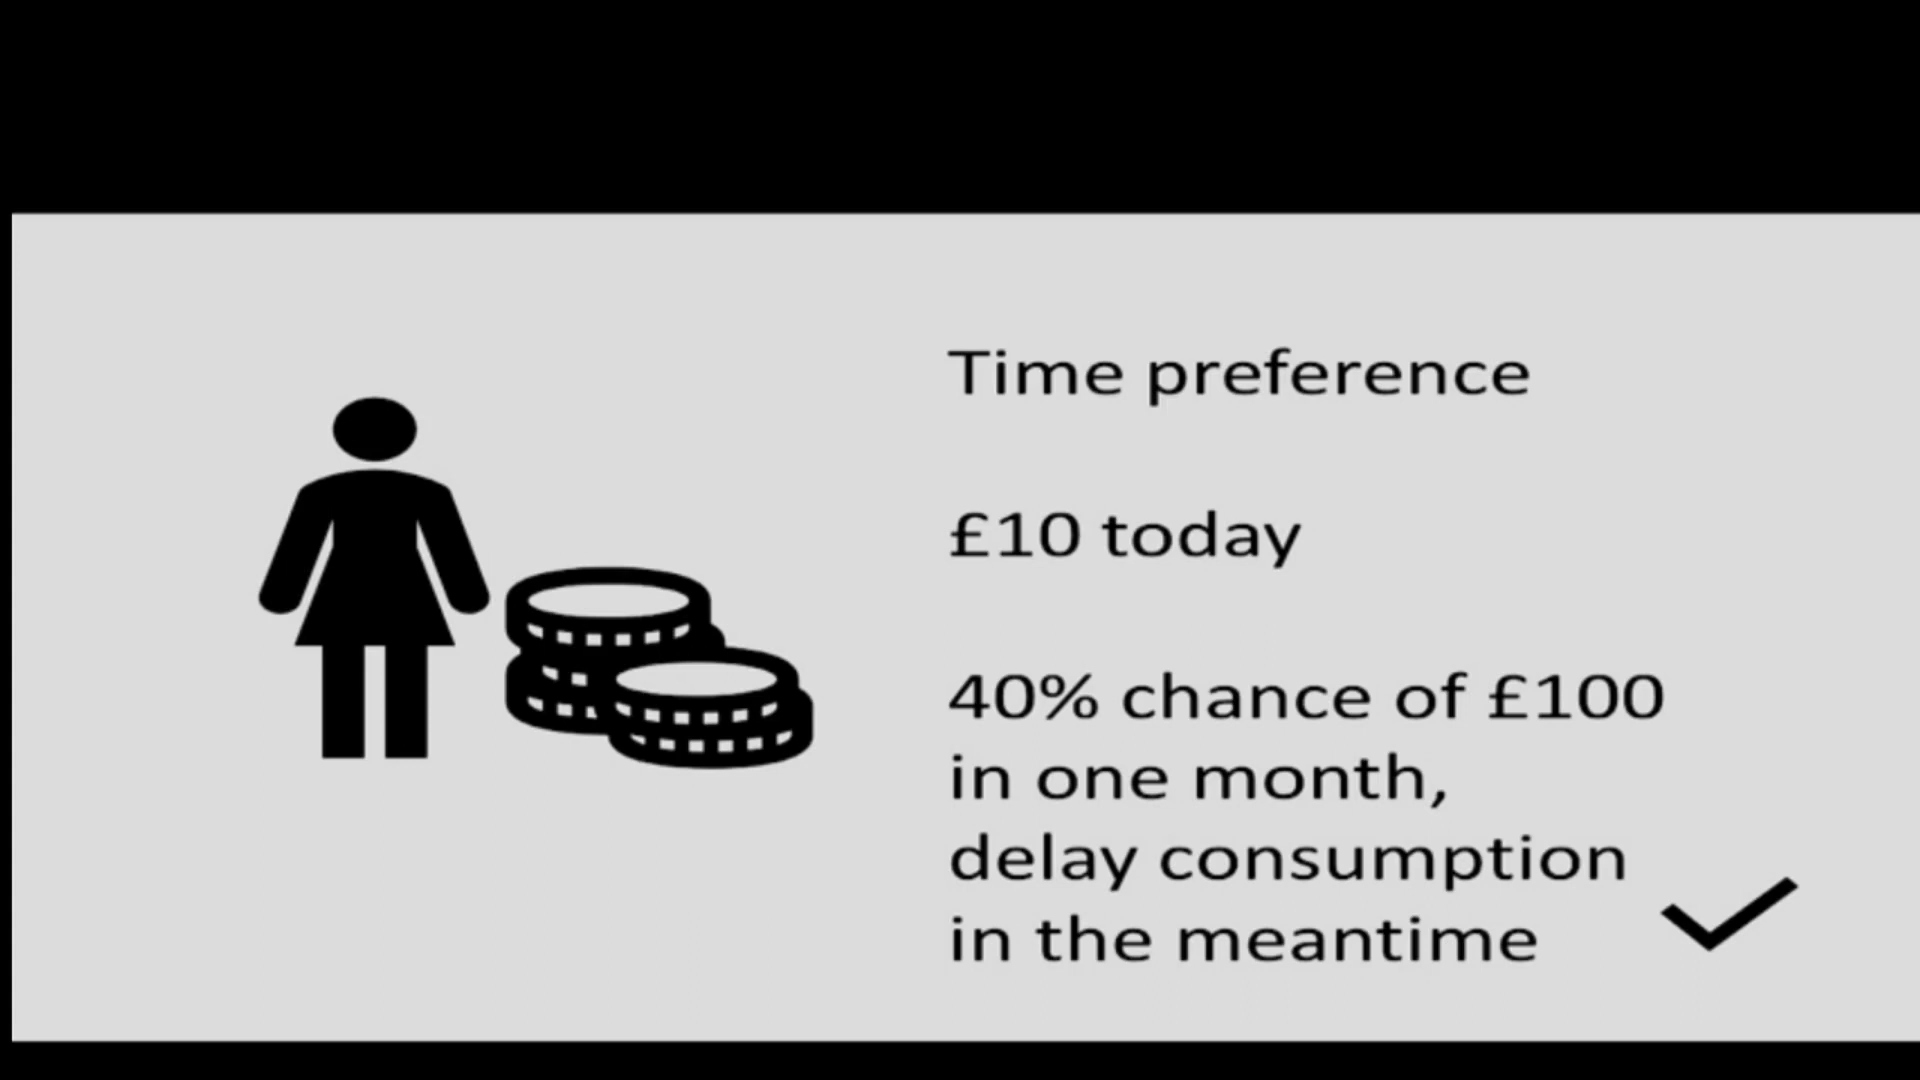 Time preference
£10 today
40% chance of £100
in one month,
delay consumption
in the meantime